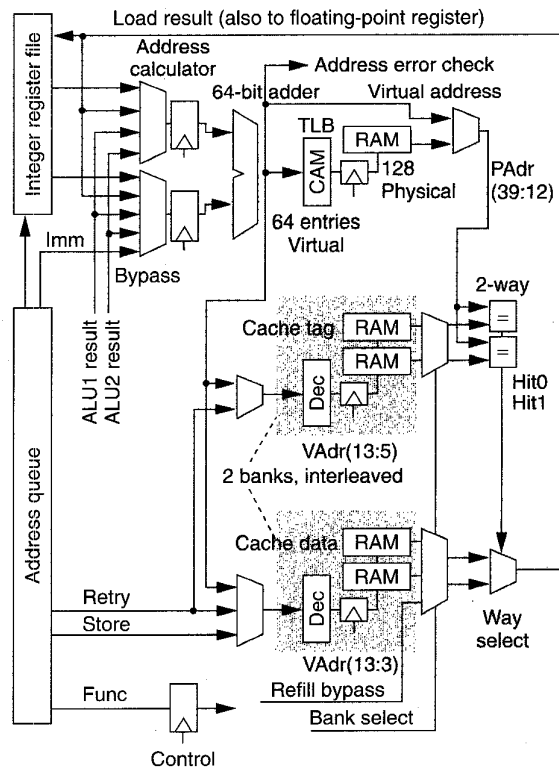 Load result (also to floating-point register)
Address calculator
Address error check
64-bit adder
Virtual address
Integer register file
TLB
CAM
RAM
128
Physical
PAdr
(39:12)
64 entries
Virtual
Imm
Bypass
ALU1 result
ALU2 result
2-way
Cache tag
RAM
RAM
=
=
Dec
Hit0
Hit1
VAdr(13:5)
2 banks, interleaved
Address queue
Cache data
RAM
RAM
Dec
Retry
Store
Way
select
VAdr(13:3)
Func
Refill bypass
Bank select
Control